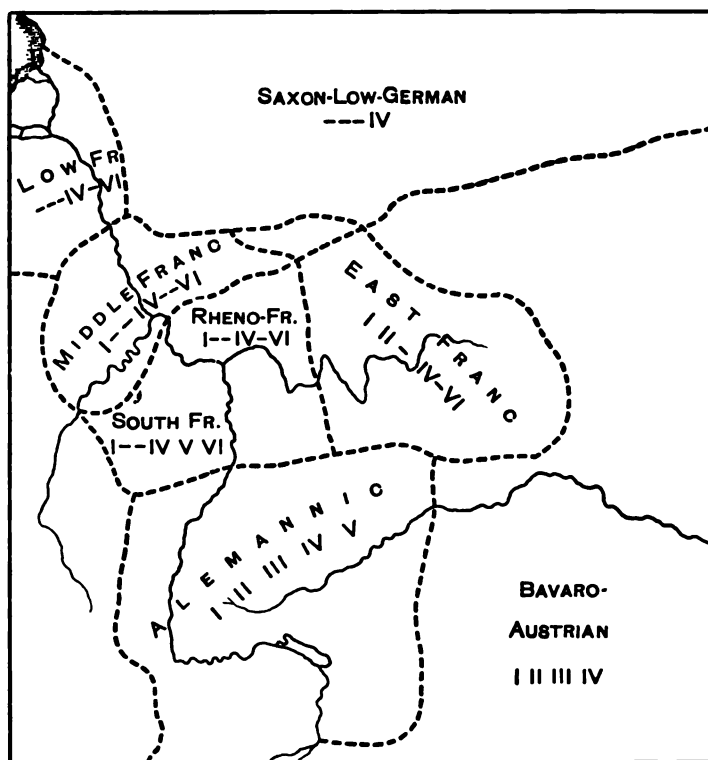 SAXON-LOW-GERMAN
---IV
LOW FR
---IV-VI
MIDDLE FRANC
I---IV--VI
RHENO-FR.
I--IV-VI
EAST FRANC
I II--IV-VI
SOUTH FR.
I--IV V VI
ALEMANNIC
I II III IV V
BAVARO-
AUSTRIAN
I II III IV